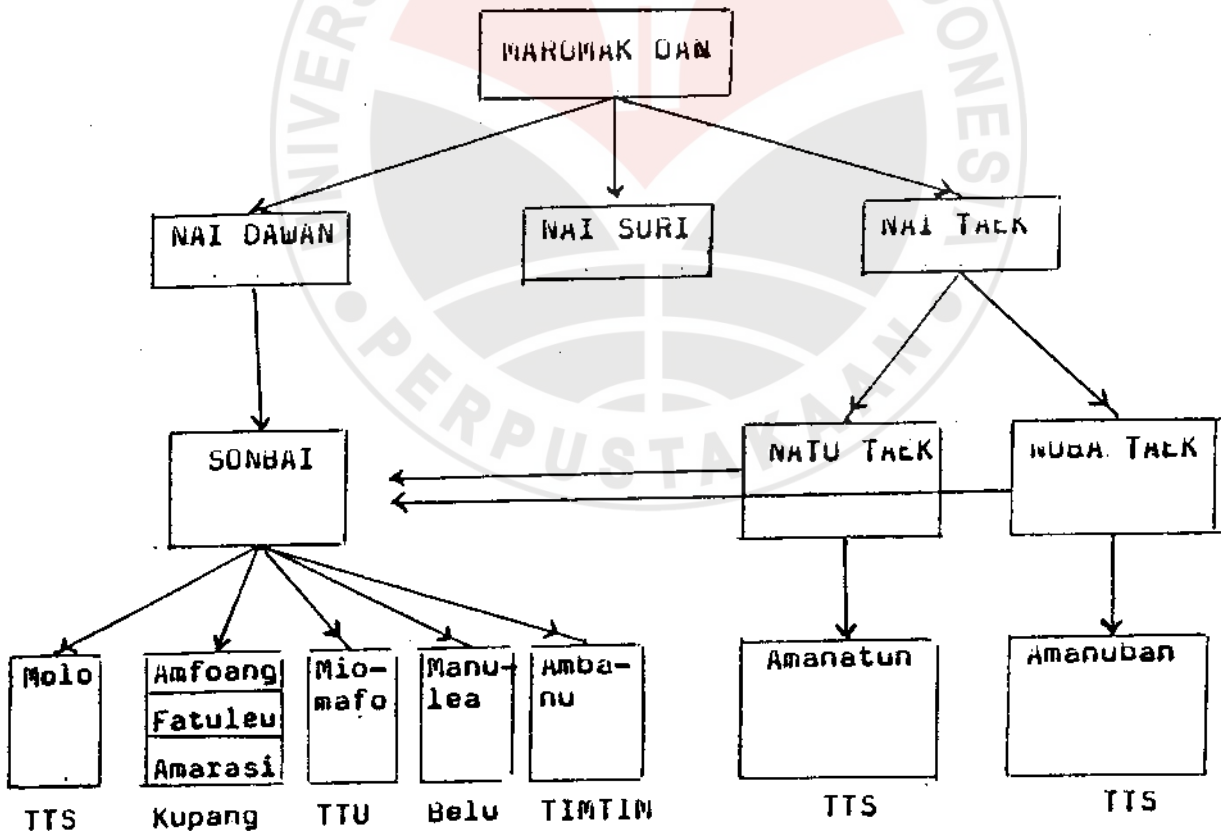 MAROMAK OAN
NAI DAWAN
NAI SURI
NAI TAEK
SONBAI
NATU TAEK
NUBA TAEK
Molo
Amfoang
Fatuleu
Amarasi
Mio-
mafo
Manu-
lea
Amba-
nu
Amanatun
Amanuban
TTS
Kupang
TTU
Belu
TIMTIM
TTS
TTS
PERPUSTAKAAN